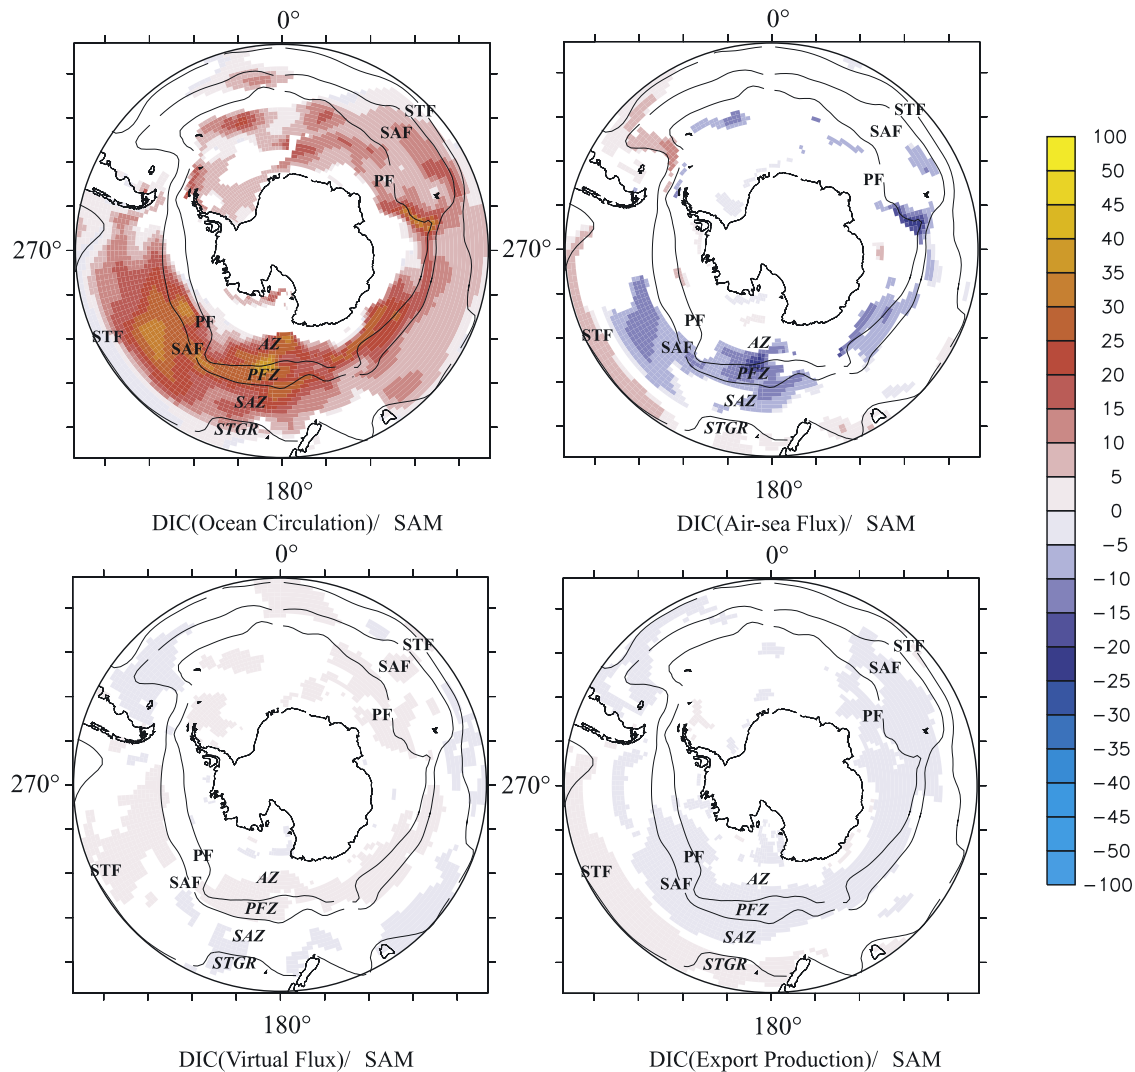 0°
0°
STF
SAF
PF
270°
STF
PF
SAF
AZ
PFZ
SAZ
STGR
180°
DIC(Ocean Circulation)/ SAM
STF
SAF
PF
270°
STF
PF
SAF
AZ
PFZ
SAZ
STGR
180°
DIC(Air-sea Flux)/ SAM
0°
0°
STF
SAF
PF
270°
STF
PF
SAF
AZ
PFZ
SAZ
STGR
180°
DIC(Virtual Flux)/ SAM
STF
SAF
PF
270°
STF
PF
SAF
AZ
PFZ
SAZ
STGR
180°
DIC(Export Production)/ SAM
100
50
45
40
35
30
25
20
15
10
5
0
-5
-10
-15
-20
-25
-30
-35
-40
-50
-100